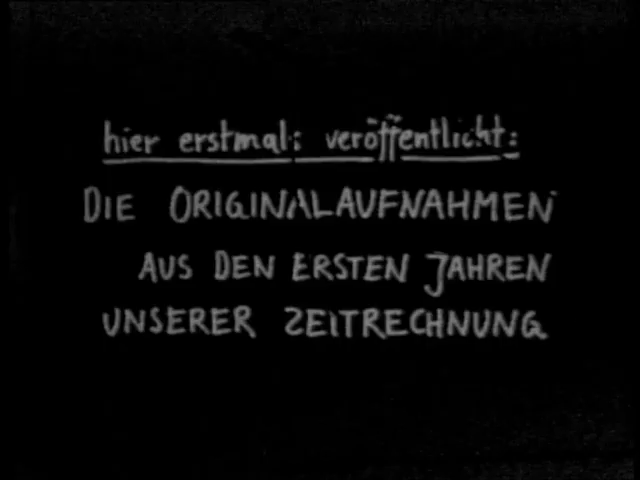 hier erstmal: veröffentlicht:
DIE ORIGINALAUFNAHMEN
AUS DEN ERSTEN JAHREN
UNSERER ZEITRECHNUNG